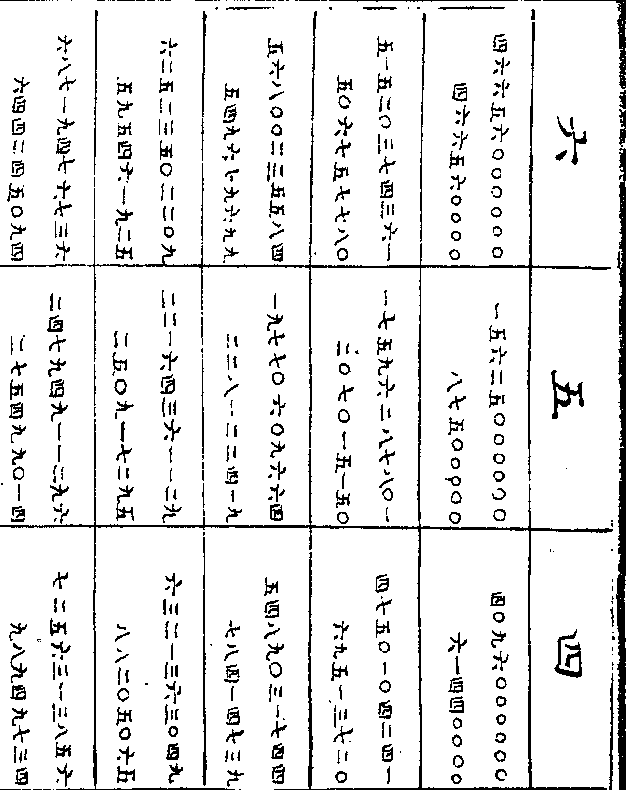 六
四六六五六〇〇〇〇〇〇
四六六五六〇〇〇〇
五一五二〇三七四三六一
五〇六七五七七八〇
五六八〇〇二三五五八四
五四九六七九六九九
六二五二三五〇二二〇九
五九五四六一九二五
六八七一九四七六七三六
六四四二四五〇九四
五
一五六二五〇〇〇〇〇〇
八七五〇〇〇〇〇
一七五九六二八七八〇一
二〇七〇一五一五〇
一九七七〇六〇九六六四
二二八一二二四一九
二二一六四三六一一二九
二五〇九一七二九五
二四七九四九一一二九六
二七五四九九〇一四
四
四〇九六〇〇〇〇〇〇
六一四四〇〇〇〇
四七五〇一〇四二四一
六九五一三七二〇
五四八九〇三一七四四
七八四一四七三九
六三二一三六三〇四九
八八二〇五〇六五
七二五六三一三八五六
九八九四九七三四